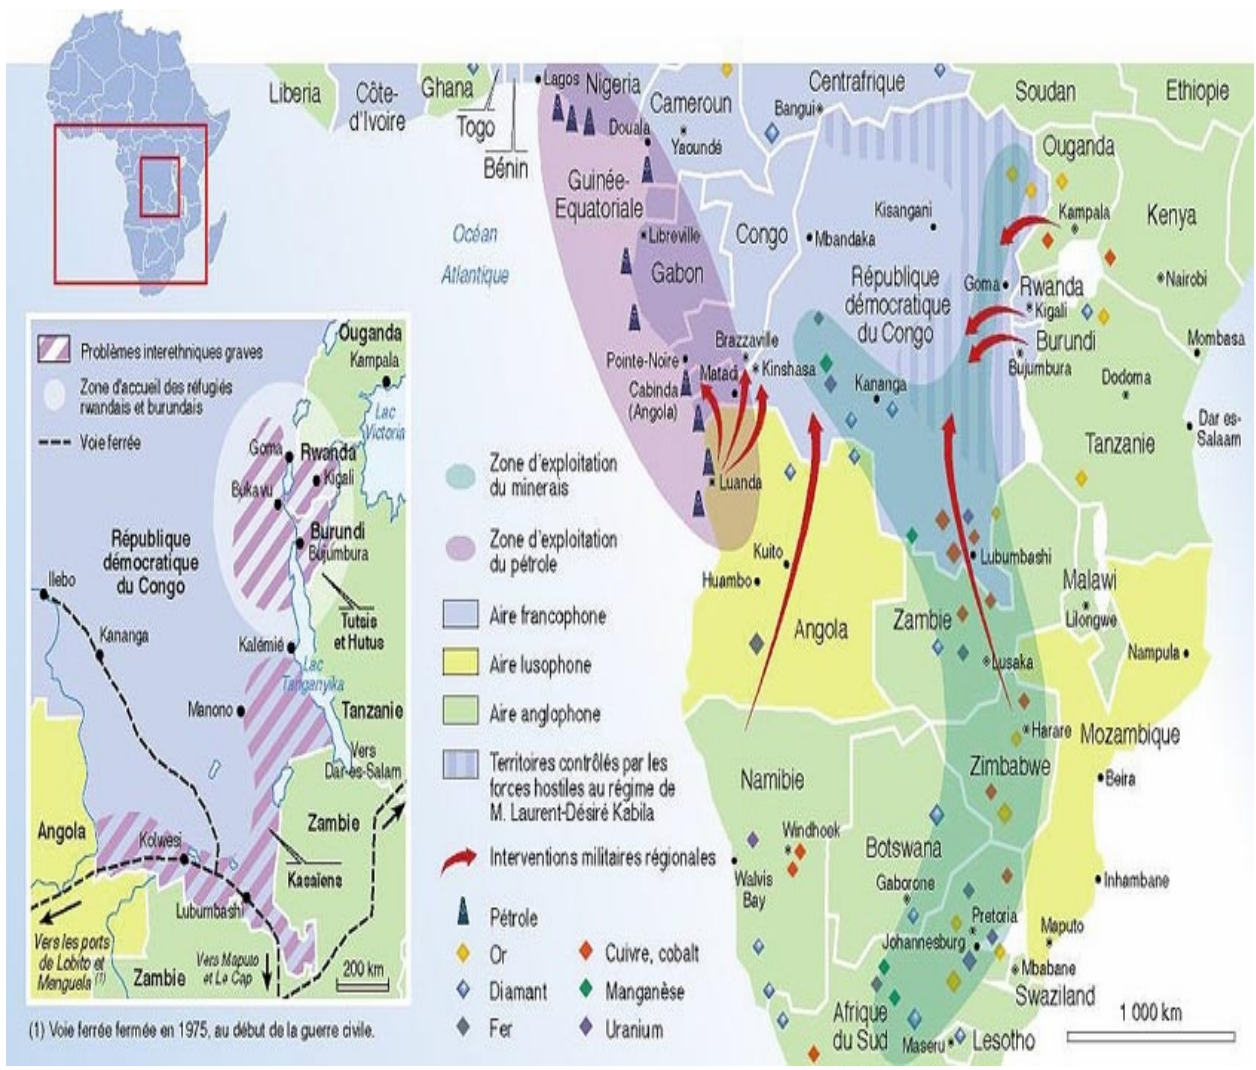 Liberia
Côte-
d'Ivoire
Ghana
Togo
Bénin
Lagos
Nigeria
Douala
Cameroun
Yaoundé
Bangui
Centrafrique
Soudan
Ethiopie
Ouganda
Kampala
Kenya
Nairobi
Mombasa
Guinée-
Equatoriale
Libreville
Gabon
Congo
Mbandaka
Kisangani
République
démocratique
du Congo
Goma
Rwanda
Kigali
Burundi
Bujumbura
Dodoma
Dar es-
Salaam
Tanzanie
Océan
Atlantique
Pointe-Noire
Cabinda
(Angola)
Brazzaville
Matadi
Kinshasa
Kananga
Luanda
Kuito
Huambo
Angola
Lubumbashi
Zambie
Lusaka
Malawi
Lilongwe
Nampula
Mozambique
Harare
Zimbabwe
Beira
Namibie
Windhoek
Walvis
Bay
Botswana
Gaborone
Inhambane
Pretoria
Johannesburg
Maputo
Mbabane
Swaziland
Afrique
du Sud
Maseru
Lesotho
1 000 km
Zone d'exploitation
du minerais
Zone d'exploitation
du pétrole
Aire francophone
Aire lusophone
Aire anglophone
Territoires contrôlés par les
forces hostiles au régime de
M. Laurent-Désiré Kabila
Interventions militaires régionales
Pétrole
Or
Diamant
Fer
Cuivre, cobalt
Manganèse
Uranium
Problèmes interethniques graves
Zone d'accueil des réfugiés
rwandais et burundais
Voie ferrée
Ouganda
Kampala
Lac
Victoria
Goma
Rwanda
Kigali
Bukavu
Burundi
Bujumbura
République
démocratique
du Congo
Ilebo
Kananga
Tutsis
et Hutus
Kalémié
Lac
Tanganyika
Manono
Tanzanie
Vers
Dar-es-Salam
Angola
Zambie
Kolwesi
Kasaïens
Lubumbashi
Vers les ports
de Lobito et
Menguela (1)
Zambie
Vers Maputo
et Le Cap
200 km
(1) Voie ferrée fermée en 1975, au début de la guerre civile.